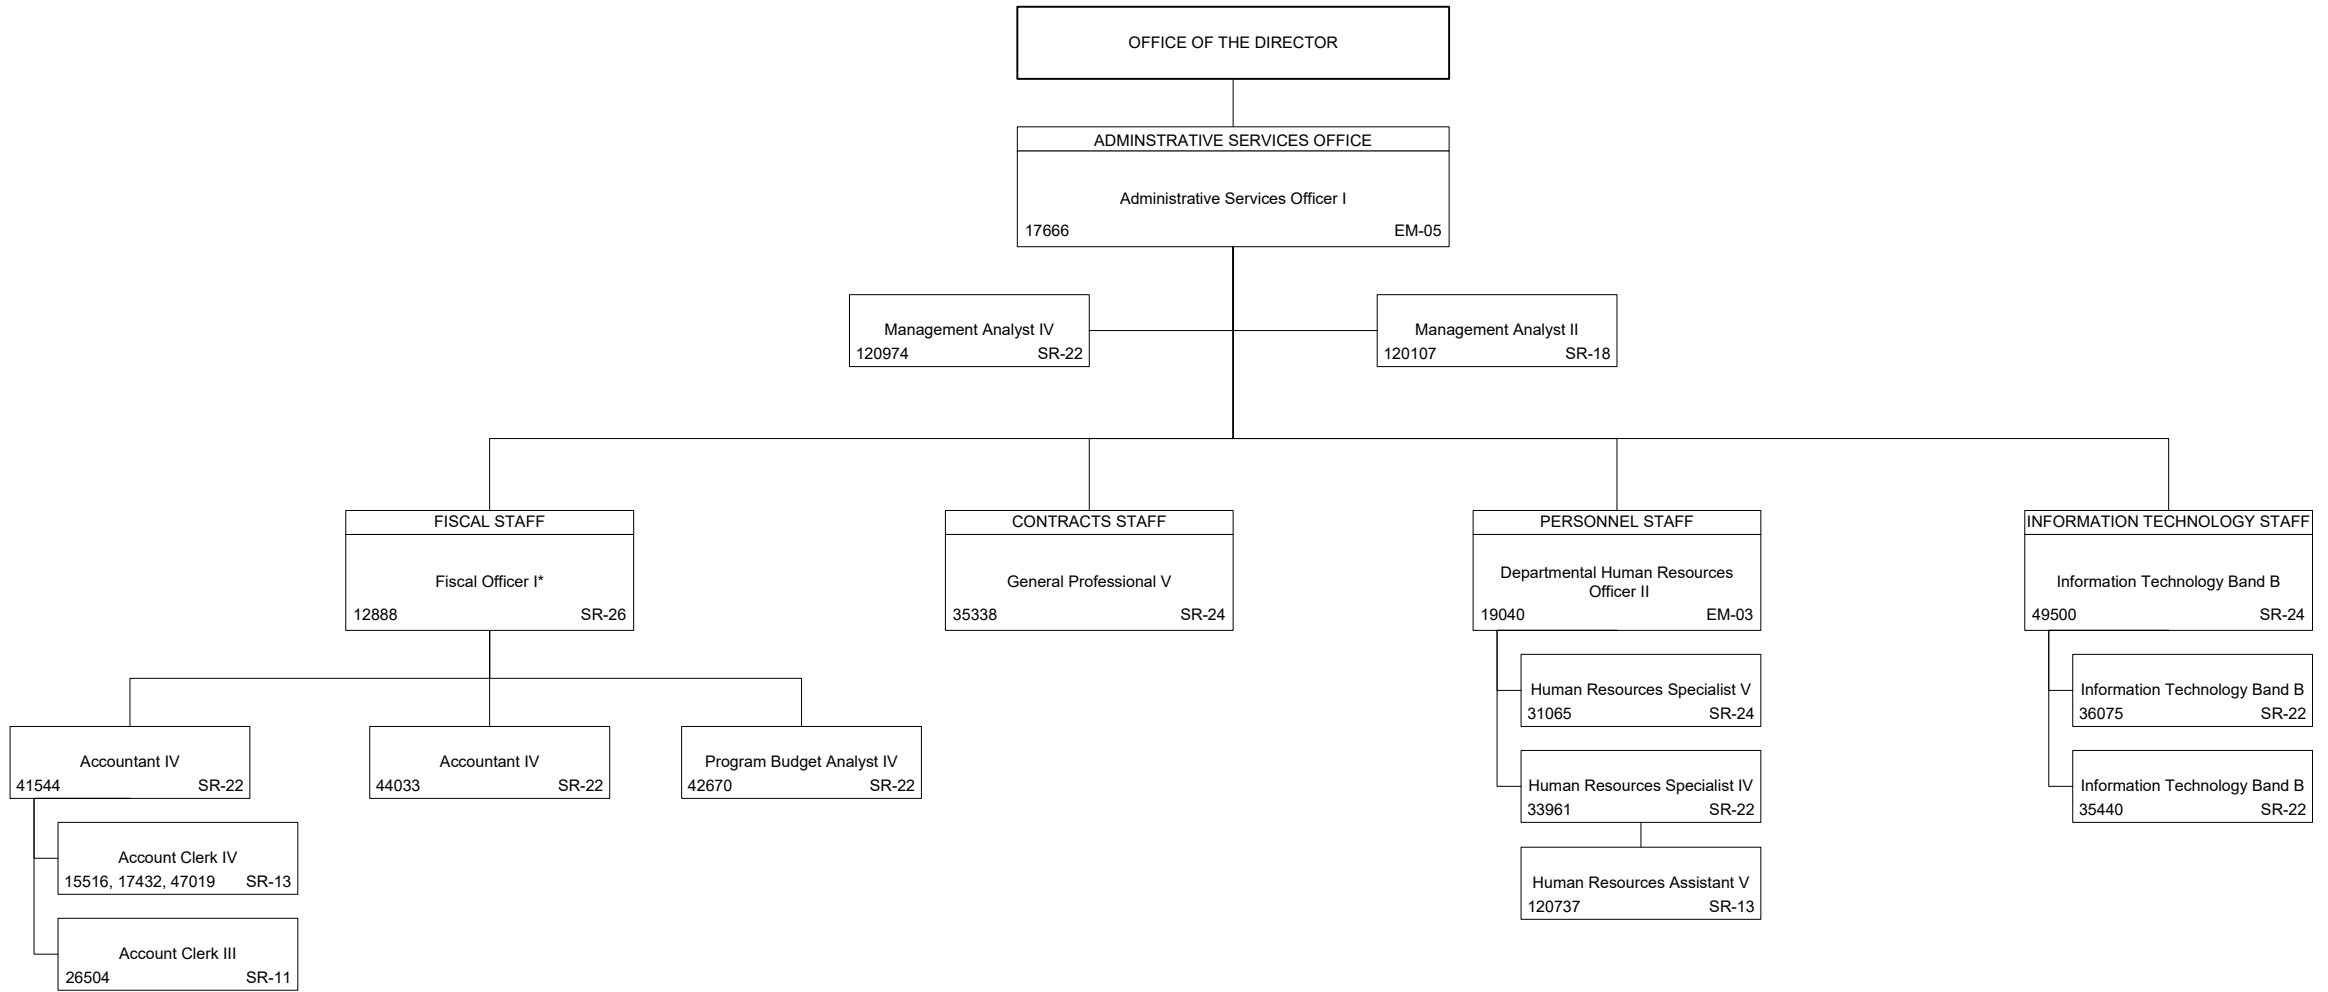 OFFICE OF THE DIRECTOR
ADMINSTRATIVE SERVICES OFFICE
Administrative Services Officer I
17666 EM-05
Management Analyst IV
120974 SR-22
Management Analyst II
120107 SR-18
FISCAL STAFF
Fiscal Officer I*
12888 SR-26
CONTRACTS STAFF
General Professional V
35338 SR-24
PERSONNEL STAFF
Departmental Human Resources
Officer II
19040 EM-03
INFORMATION TECHNOLOGY STAFF
Information Technology Band B
49500 SR-24
Accountant IV
41544 SR-22
Account Clerk IV
15516, 17432, 47019 SR-13
Account Clerk III
26504 SR-11
Accountant IV
44033 SR-22
Program Budget Analyst IV
42670 SR-22
Human Resources Specialist V
31065 SR-24
Human Resources Specialist IV
33961 SR-22
Human Resources Assistant V
120737 SR-13
Information Technology Band B
36075 SR-22
Information Technology Band B
35440 SR-22